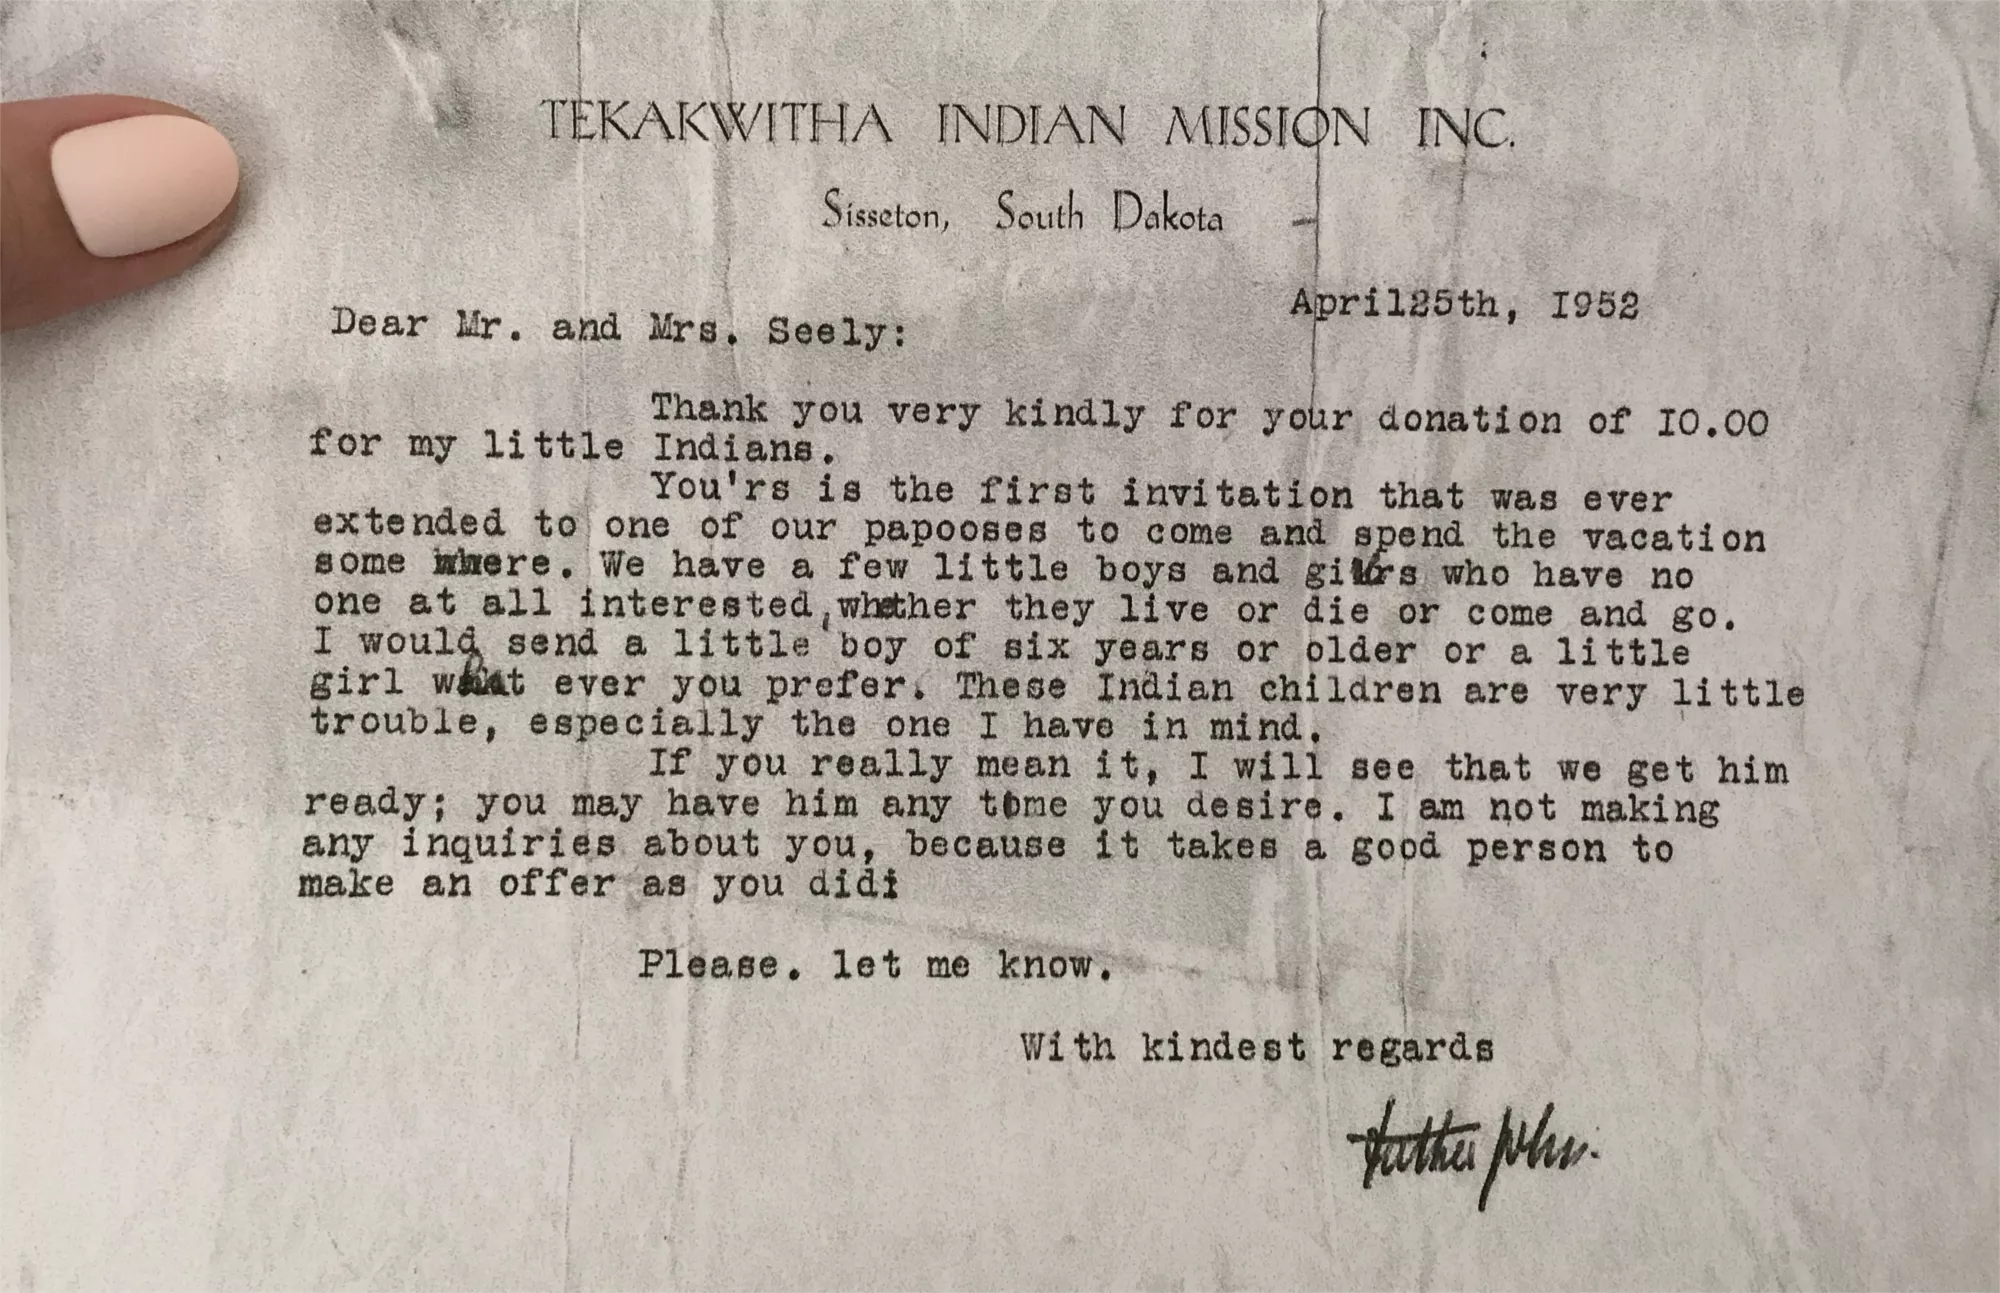 TEKAKWITHA INDIAN MISSION INC.
Sisseton, South Dakota
April25th, I952
Dear Mr. and Mrs. Seely:
Thank you very kindly for your donation of IO.OO
for my little Indians.
You'rs is the first invitation that was ever
extended to one of our papooses to come and spend the vacation
some where. We have a few little boys and girls who have no
one at all interested,whether they live or die or come and go.
I would send a little boy of six years or older or a little
girl what ever you prefer. These Indian children are very little
trouble, especially the one I have in mind.
If you really mean it, I will see that we get him
ready; you may have him any time you desire. I am not making
any inquiries about you, because it takes a good person to
make an offer as you did
Please. let me know.
With kindest regards
Father John.